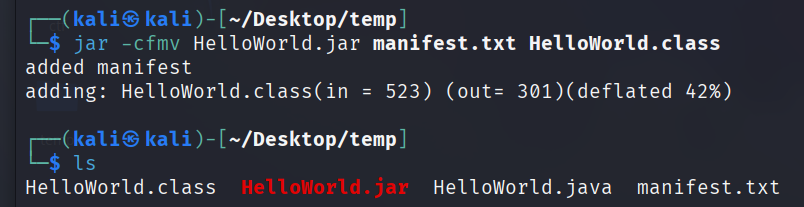 ┌──(kali㉿kali)-[~/Desktop/temp]
└─$ jar -cfmv HelloWorld.jar manifest.txt HelloWorld.class
added manifest
adding: HelloWorld.class(in = 523) (out= 301)(deflated 42%)
┌──(kali㉿kali)-[~/Desktop/temp]
└─$ ls
HelloWorld.class  HelloWorld.jar  HelloWorld.java  manifest.txt